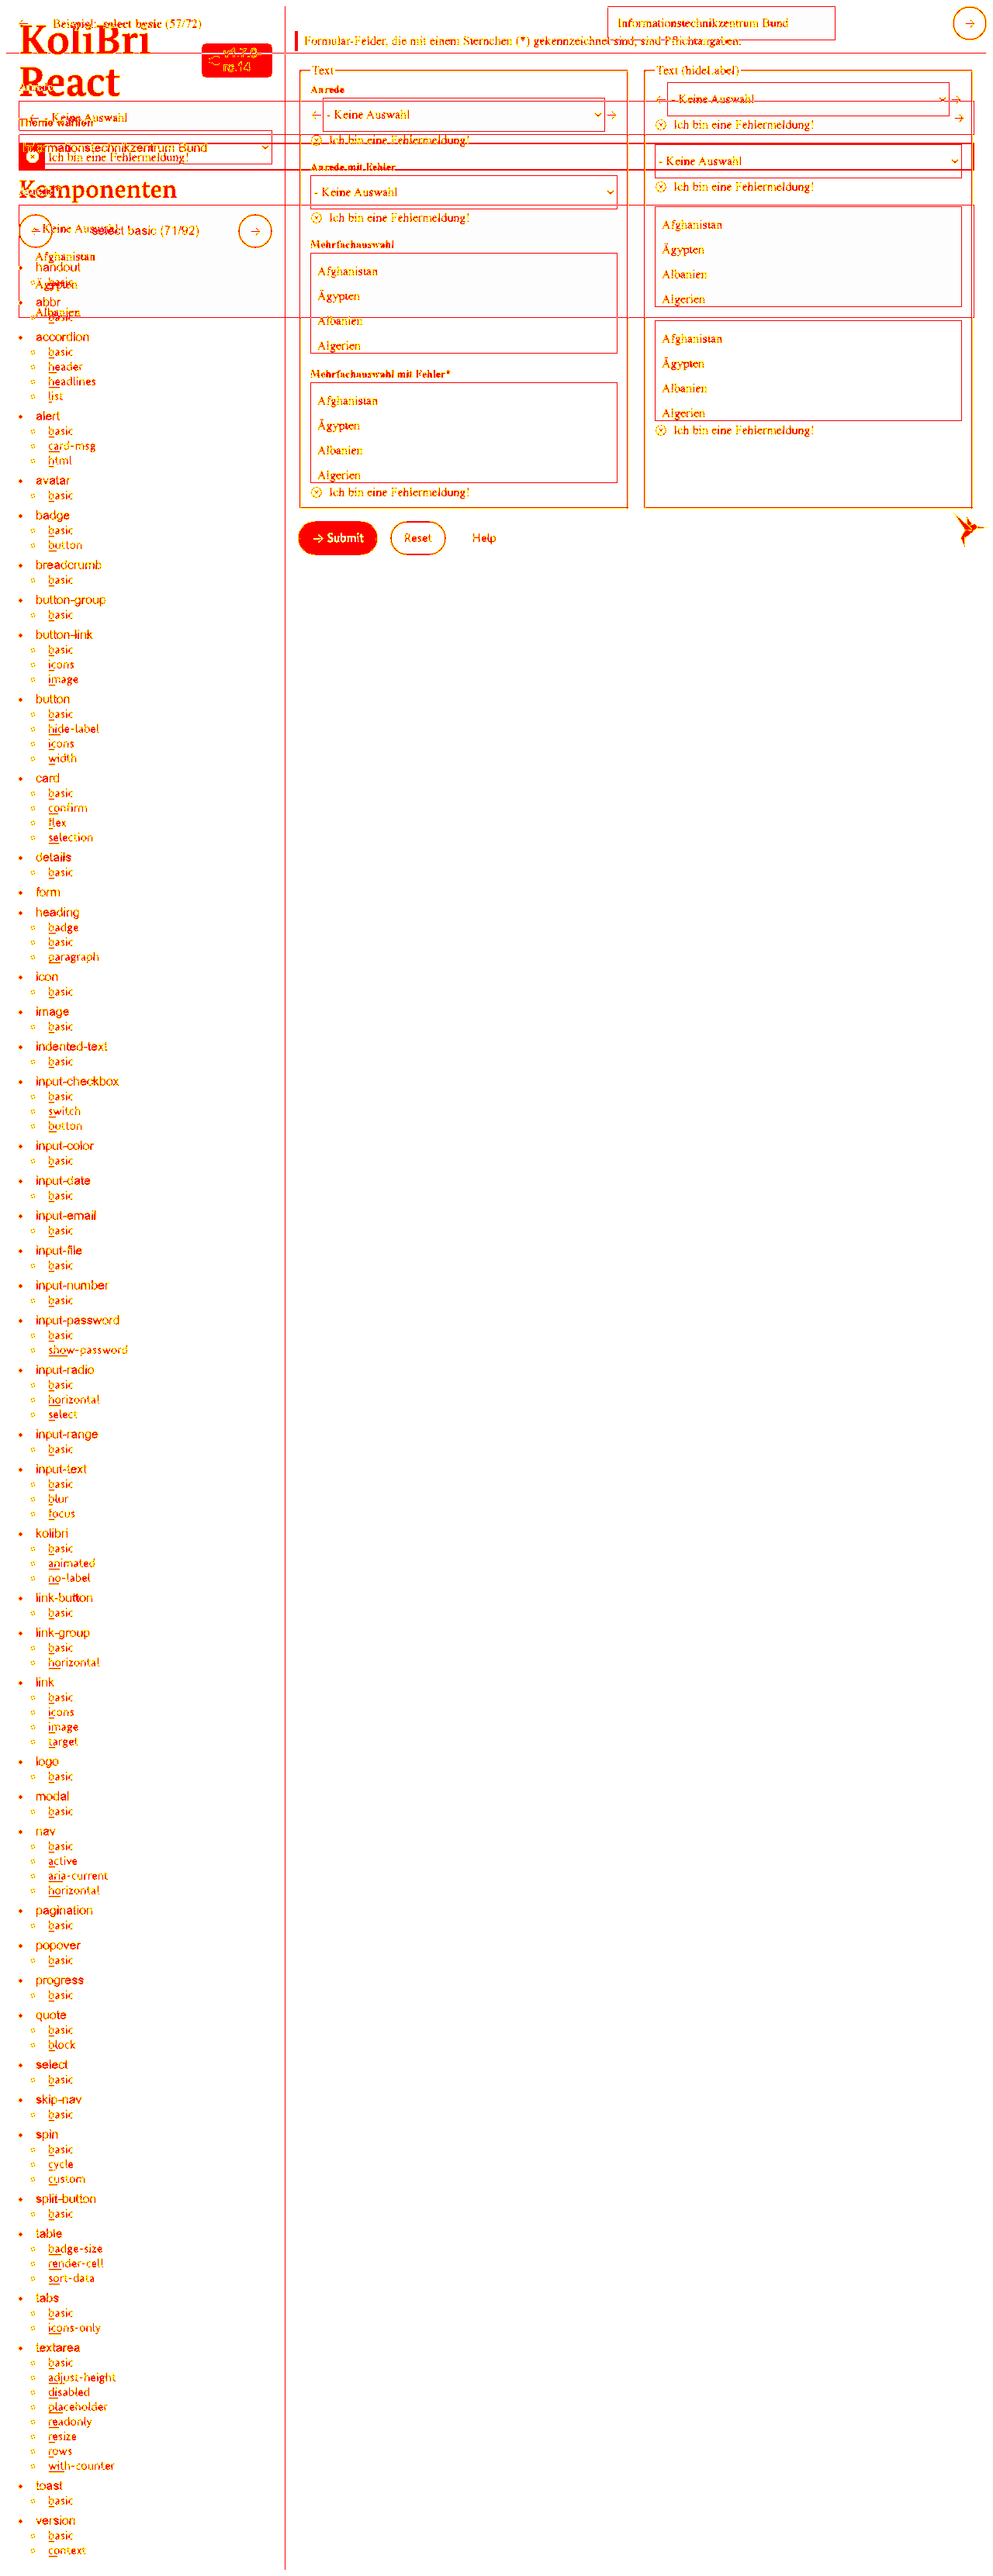 Beispiel: select basic (57/72)
Informationstechnikzentrum Bund
KoliBri
React
Formular-Felder, die mit einem Sternchen (*) gekennzeichnet sind, sind Pflichtangaben.
- Keine Auswahl
Thema wählen
Informationstechnikzentrum Bund
Ich bin eine Fehlermeldung!
Komponenten
- Keine Auswahl
select basic (71/92)
Afghanistan
Ägypten
Albanien
Text
Anrede
- Keine Auswahl
Ich bin eine Fehlermeldung!
Anrede mit Fehler
- Keine Auswahl
Ich bin eine Fehlermeldung!
Mehrfachauswahl
Afghanistan
Ägypten
Albanien
Algerien
Mehrfachauswahl mit Fehler*
Afghanistan
Ägypten
Albanien
Algerien
Ich bin eine Fehlermeldung!
Text (hideLabel)
- Keine Auswahl
Ich bin eine Fehlermeldung!
- Keine Auswahl
Ich bin eine Fehlermeldung!
Afghanistan
Ägypten
Albanien
Algerien
Afghanistan
Ägypten
Albanien
Algerien
Ich bin eine Fehlermeldung!
Submit
Reset
Help
handout
basic
abbr
basic
accordion
basic
header
headlines
list
alert
basic
card-msg
html
avatar
basic
badge
basic
button
breadcrumb
basic
button-group
basic
button-link
basic
icons
image
button
basic
hide-label
icons
width
card
basic
confirm
flex
selection
details
basic
form
heading
badge
basic
paragraph
icon
basic
image
basic
indented-text
basic
input-checkbox
basic
switch
button
input-color
basic
input-date
basic
input-email
basic
input-file
basic
input-number
basic
input-password
basic
show-password
input-radio
basic
horizontal
select
input-range
basic
input-text
basic
blur
focus
kolibri
basic
animated
no-label
link-button
basic
link-group
basic
horizontal
link
basic
icons
image
target
logo
basic
modal
basic
nav
basic
active
aria-current
horizontal
pagination
basic
popover
basic
progress
basic
quote
basic
block
select
basic
skip-nav
basic
spin
basic
cycle
custom
split-button
basic
table
badge-size
render-cell
sort-data
tabs
basic
icons-only
textarea
basic
adjust-height
disabled
placeholder
readonly
resize
rows
with-counter
toast
basic
version
basic
context